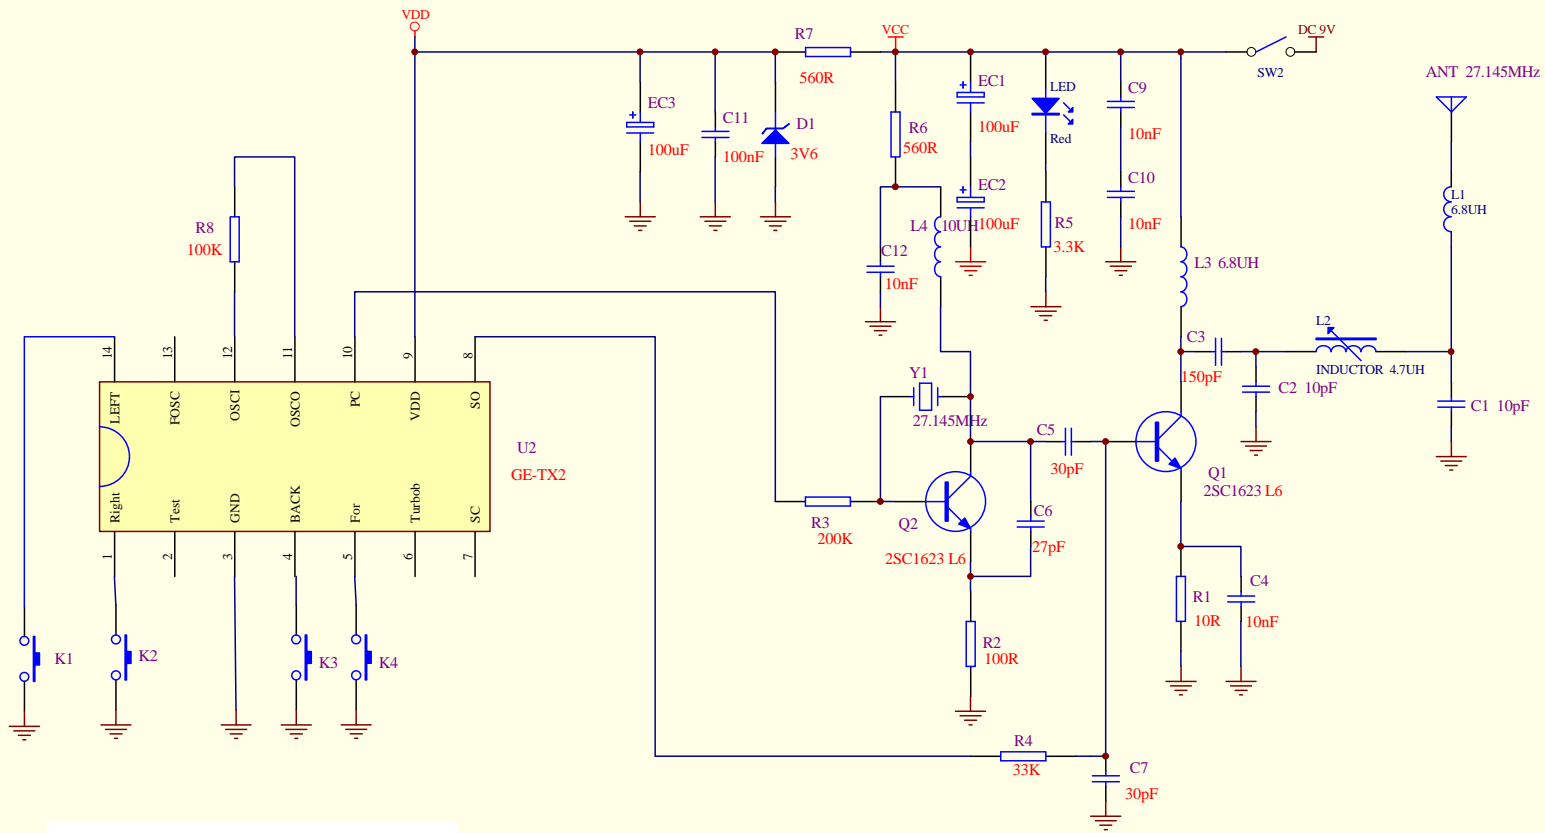 VDD
R7
560R
VCC
DC 9V
SW2
ANT 27.145MHz
EC3
100uF
C11
100nF
D1
3V6
R6
560R
EC1
100uF
EC2
100uF
LED
Red
C9
10nF
C10
10nF
R5
3.3K
L1
6.8UH
R8
100K
L4 10UH
C12
10nF
L3 6.8UH
14
13
12
11
10
9
8
LEFT
FOSC
OSCI
OSCO
PC
VDD
SO
U2
GE-TX2
Right
Test
GND
BACK
For
Turbob
SC
1
2
3
4
5
6
7
K1
K2
K3
K4
Y1
27.145MHz
C3
150pF
L2
INDUCTOR 4.7UH
C2 10pF
C1 10pF
C5
30pF
Q1
2SC1623 L6
R3
200K
Q2
2SC1623 L6
C6
27pF
R2
100R
R1
10R
C4
10nF
R4
33K
C7
30pF